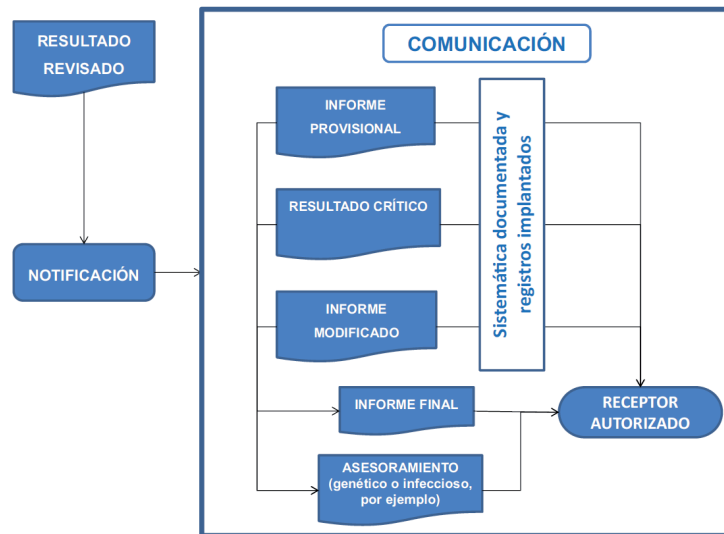 RESULTADO
REVISADO
COMUNICACIÓN
INFORME
PROVISIONAL
RESULTADO CRÍTICO
Sistemática documentada y
registros implantados
NOTIFICACIÓN
INFORME
MODIFICADO
INFORME FINAL
RECEPTOR
AUTORIZADO
ASESORAMIENTO
(genético o infeccioso,
por ejemplo)